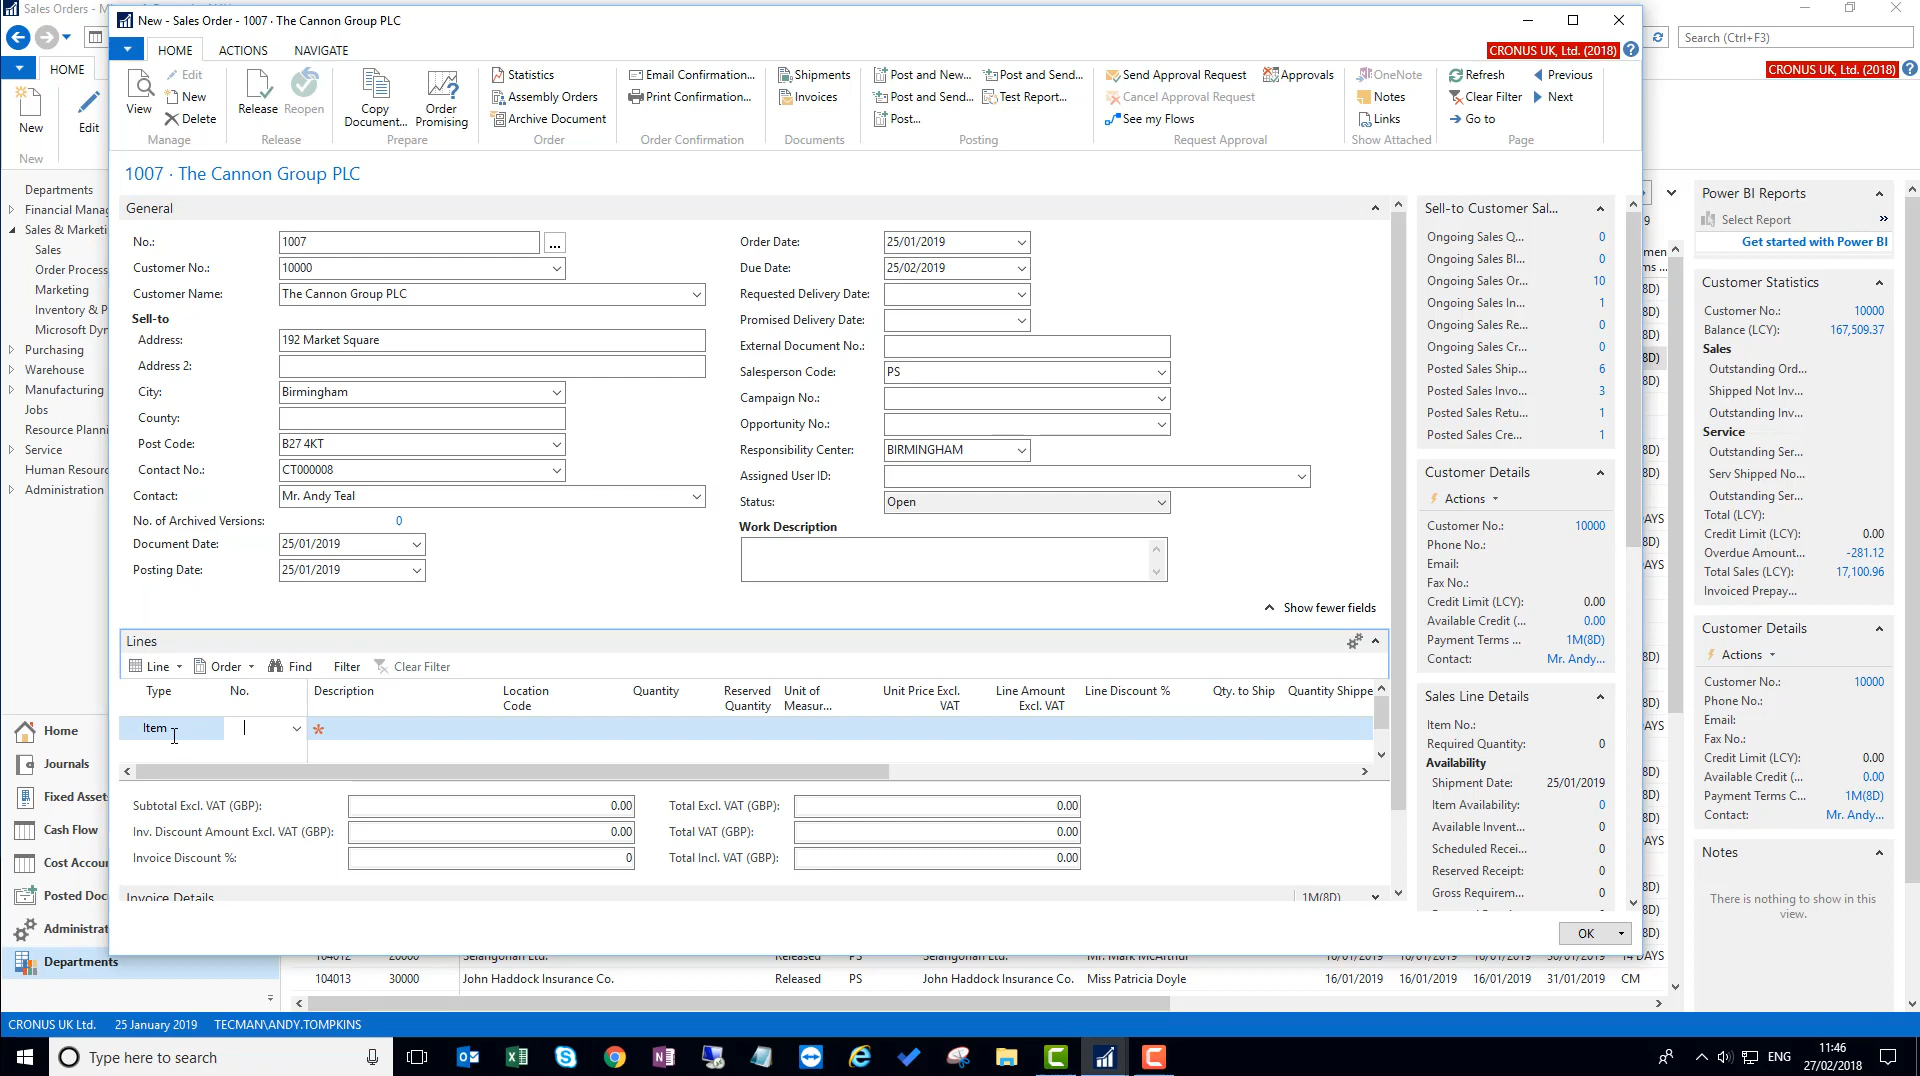 Sales Orders
New - Sales Order - 1007 · The Cannon Group PLC
Search (Ctrl+F3)
HOME
HOME ACTIONS NAVIGATE
CRONUS UK, Ltd. (2018)
CRONUS UK, Ltd. (2018)
New
Edit
New
View
Edit
New
Delete
Manage
Release
Reopen
Release
Copy
Document...
Order
Promising
Prepare
Statistics
Assembly Orders
Archive Document
Order
Email Confirmation...
Print Confirmation...
Order Confirmation
Shipments
Invoices
Documents
Post and New...
Post and Send...
Post...
Post and Send...
Test Report...
Posting
Send Approval Request
Cancel Approval Request
See my Flows
Approvals
Request Approval
OneNote
Notes
Links
Show Attached
Refresh
Clear Filter
Go to
Previous
Next
Page
1007 · The Cannon Group PLC
Departments
Financial Manag
Sales & Marketi
Sales
Order Process
Marketing
Inventory & P
Microsoft Dyn
Purchasing
Warehouse
Manufacturing
Jobs
Resource Planni
Service
Human Resourc
Administration
Home
Journals
Fixed Asset
Cash Flow
Cost Accou
Posted Doc
Administrat
Departments
General
No.: 1007 ...
Customer No.: 10000
Customer Name: The Cannon Group PLC
Sell-to
Address: 192 Market Square
Address 2:
City: Birmingham
County:
Post Code: B27 4KT
Contact No.: CT000008
Contact: Mr. Andy Teal
No. of Archived Versions: 0
Document Date: 25/01/2019
Posting Date: 25/01/2019
Order Date: 25/01/2019
Due Date: 25/02/2019
Requested Delivery Date:
Promised Delivery Date:
External Document No.:
Salesperson Code: PS
Campaign No.:
Opportunity No.:
Responsibility Center: BIRMINGHAM
Assigned User ID:
Status: Open
Work Description
Show fewer fields
Lines
Line Order Find Filter Clear Filter
Type No. Description Location Code Quantity Reserved Quantity Unit of Measur... Unit Price Excl. VAT Line Amount Excl. VAT Line Discount % Qty. to Ship Quantity Shippe
Item
Subtotal Excl. VAT (GBP): 0.00
Inv. Discount Amount Excl. VAT (GBP): 0.00
Invoice Discount %: 0
Total Excl. VAT (GBP): 0.00
Total VAT (GBP): 0.00
Total Incl. VAT (GBP): 0.00
Invoice Details 1M(8D)
OK
Sell-to Customer Sal...
Ongoing Sales Q... 0
Ongoing Sales Bl... 0
Ongoing Sales Or... 10
Ongoing Sales In... 1
Ongoing Sales Re... 0
Ongoing Sales Cr... 0
Posted Sales Ship... 6
Posted Sales Invo... 3
Posted Sales Retu... 1
Posted Sales Cre... 1
Customer Details
Actions
Customer No.: 10000
Phone No.:
Email:
Fax No.:
Credit Limit (LCY): 0.00
Available Credit (... 0.00
Payment Terms ... 1M(8D)
Contact: Mr. Andy...
Sales Line Details
Item No.:
Required Quantity: 0
Availability
Shipment Date: 25/01/2019
Item Availability: 0
Available Invent... 0
Scheduled Recei... 0
Reserved Receipt: 0
Gross Requirem... 0
Power BI Reports
Select Report
Get started with Power BI
Customer Statistics
Customer No.: 10000
Balance (LCY): 167,509.37
Sales
Outstanding Ord...
Shipped Not Inv...
Outstanding Inv...
Service
Outstanding Ser...
Serv Shipped No...
Outstanding Ser...
Total (LCY):
Credit Limit (LCY): 0.00
Overdue Amount... -281.12
Total Sales (LCY): 17,100.96
Invoiced Prepay...
Customer Details
Actions
Customer No.: 10000
Phone No.:
Email:
Fax No.:
Credit Limit (LCY): 0.00
Available Credit (... 0.00
Payment Terms C... 1M(8D)
Contact: Mr. Andy...
Notes
There is nothing to show in this
view.
104013 30000 John Haddock Insurance Co. Released PS John Haddock Insurance Co. Miss Patricia Doyle 16/01/2019 16/01/2019 31/01/2019 CM
CRONUS UK Ltd. 25 January 2019 TECMAN\ANDY.TOMPKINS
Type here to search
ENG
11:46
27/02/2018